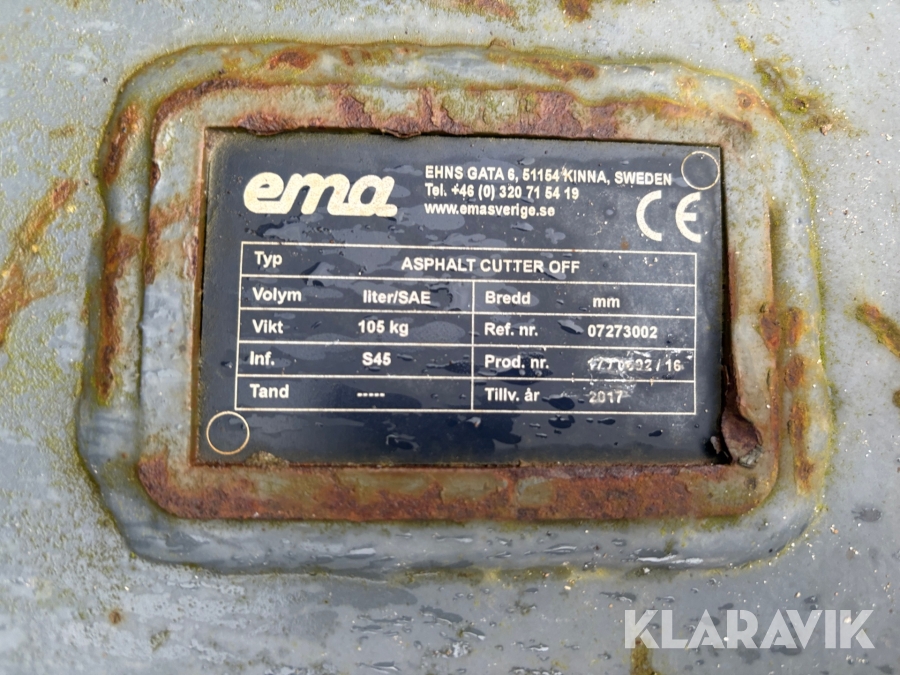 ema
EHNS GATA 6, 51154 KINNA, SWEDEN
Tel. +46 (0) 320 71 54 19
www.emasverige.se
CE
Typ ASPHALT CUTTER OFF
Volym liter/SAE Bredd mm
Vikt 105 kg Ref. nr. 07273002
Inf. S45 Prod. nr. / 16
Tand ----- Tillv. år 2017
KLARAVIK